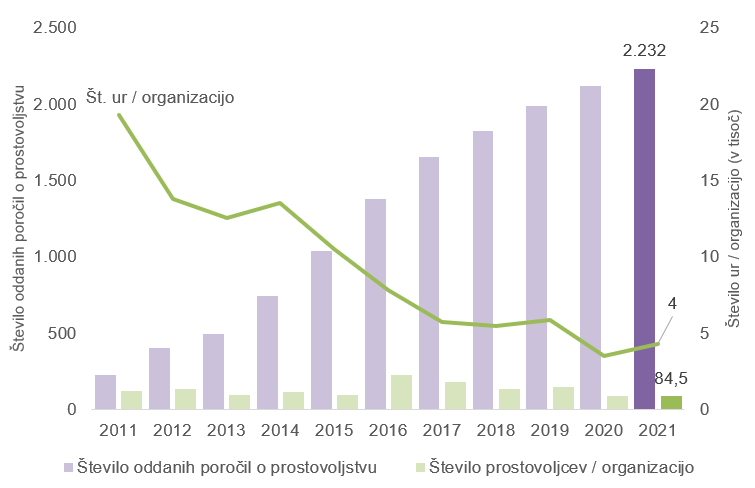 2.500
2.000
1.500
1.000
500
0
Število oddanih poročil o prostovoljstvu
Št. ur / organizacijo
2.232
4
84,5
25
20
15
10
5
0
Število ur / organizacijo (v tisoč)
2011 2012 2013 2014 2015 2016 2017 2018 2019 2020 2021
Število oddanih poročil o prostovoljstvu
Število prostovoljcev / organizacijo